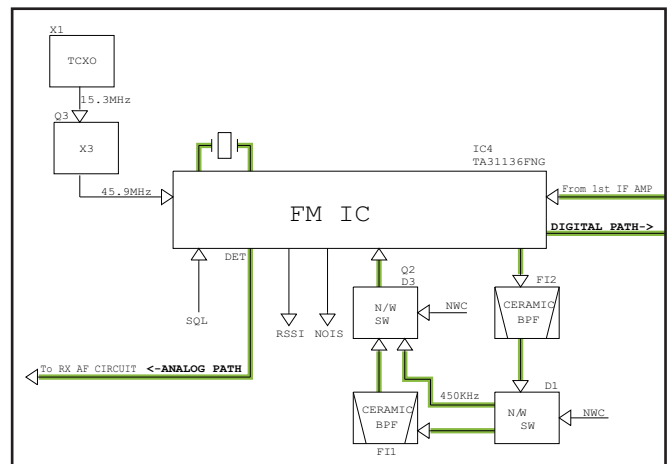 X1
TCXO
15.3MHz
Q3
X3
45.9MHz
IC4
TA31136FNG
FM IC
From 1st IF AMP
DIGITAL PATH->
DET
SQL
RSSI
NOIS
Q2
D3
N/W
SW
NWC
FI2
CERAMIC
BPF
To RX AF CIRCUIT <-ANALOG PATH
450KHz
D1
N/W
SW
NWC
CERAMIC
BPF
FI1